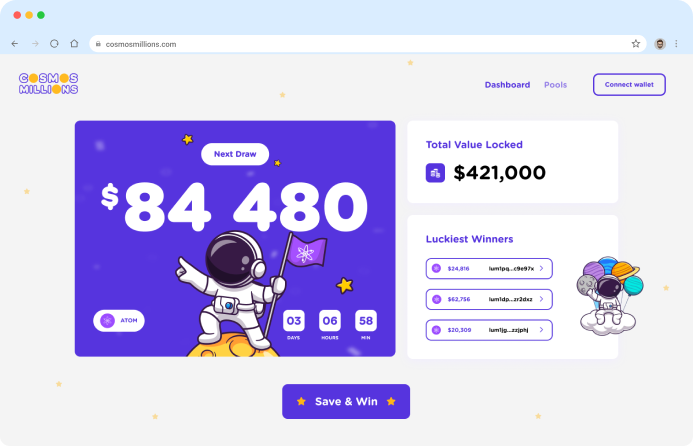 cosmosmillions.com
COSMOS
MILLIONS
Dashboard
Pools
Connect wallet
Next Draw
$84 480
ATOM
03
06
58
DAYS
HOURS
MIN
Total Value Locked
$421,000
Luckiest Winners
$24,816 lum1pq...c9e97x
$62,756 lum1dp...zr2dxz
$20,309 lum1jg...zzjphj
Save & Win